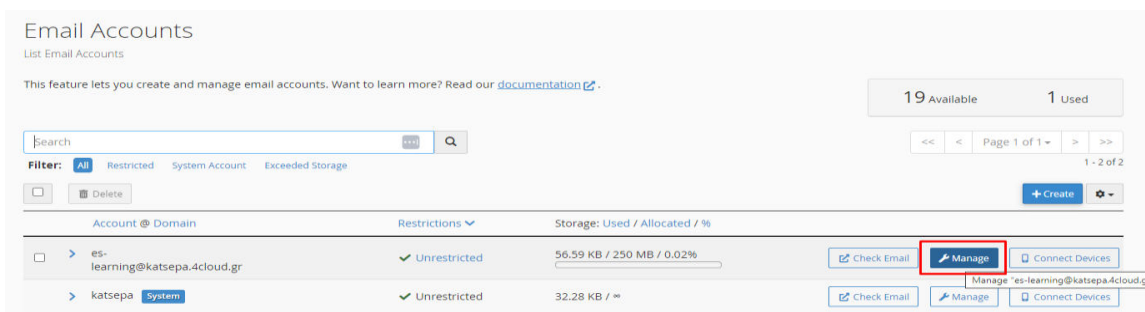 Email Accounts
List Email Accounts
This feature lets you create and manage email accounts. Want to learn more? Read our documentation.
19 Available 1 Used
Search
<< < Page 1 of 1 > >>
Filter: All Restricted System Account Exceeded Storage
1 - 2 of 2
Delete
+ Create
Account @ Domain Restrictions Storage: Used / Allocated / %
es-
learning@katsepa.4cloud.gr
Unrestricted 56.59 KB / 250 MB / 0.02% Check Email Manage Connect Devices
Manage "es-learning@katsepa.4cloud.g
katsepa System Unrestricted 32.28 KB / ∞ Check Email Manage Connect Devices